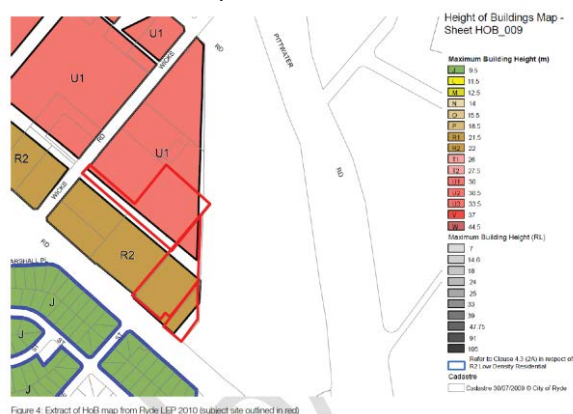 Height of Buildings Map -
Sheet HOB_009
Maximum Building Height (m)
J 9.5
L 11.5
M 12.5
N 14
O 15.5
P 18.5
R1 21.5
R2 22
T1 26
T2 27.5
U1 30
U2 30.5
U3 33.5
V 37
W 44.5
Maximum Building Height (RL)
7
14.6
18
24
25
33
39
47.75
91
105
Refer to Clause 4.3 (2A) in respect of
R2 Low Density Residential
Cadastre
Cadastre 30/07/2009 © City of Ryde
PITTWATER
RD
RD
WICKS
RD
WICKS
RD
U1
U1
U1
R2
R2
MARSHALL PL
ST
ST
J
J
J
J
Figure 4: Extract of HoB map from Ryde LEP 2010 (subject site outlined in red)